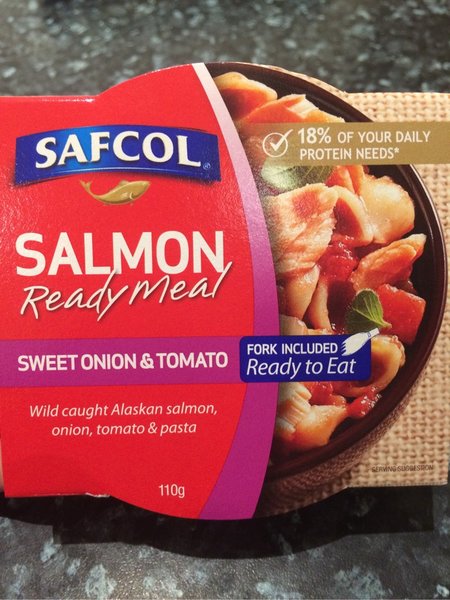 SAFCOL
SALMON
Ready Meal
SWEET ONION & TOMATO
Wild caught Alaskan salmon,
onion, tomato & pasta
110g
18% OF YOUR DAILY
PROTEIN NEEDS*
FORK INCLUDED
Ready to Eat
SERVING SUGGESTION